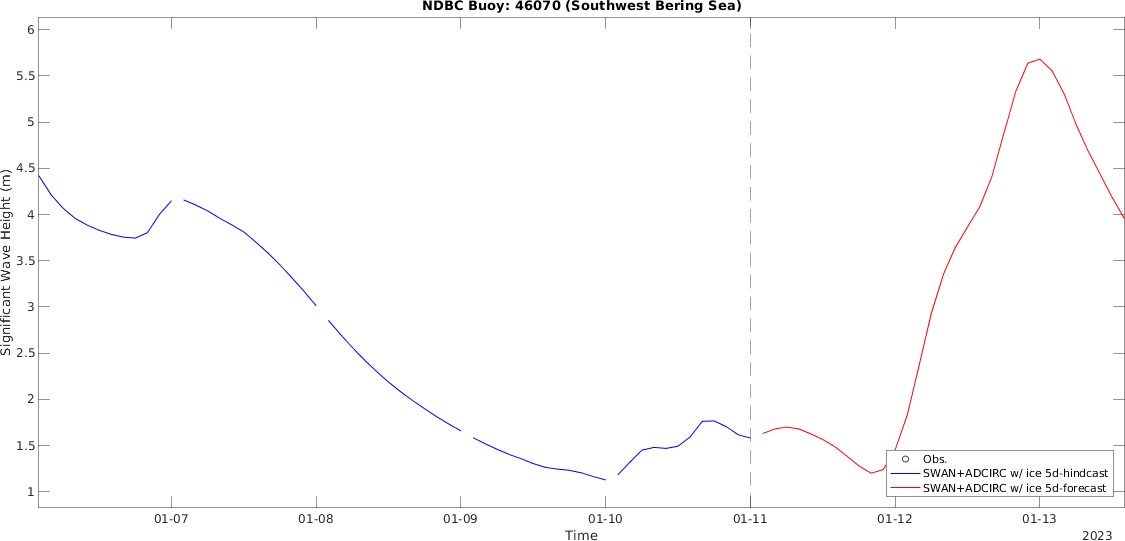 NDBC Buoy: 46070 (Southwest Bering Sea)
6
5.5
5
4.5
4
3.5
3
2.5
2
1.5
1
Significant Wave Height (m)
Obs.
SWAN+ADCIRC w/ ice 5d-hindcast
SWAN+ADCIRC w/ ice 5d-forecast
01-07 01-08 01-09 01-10 01-11 01-12 01-13
Time
2023